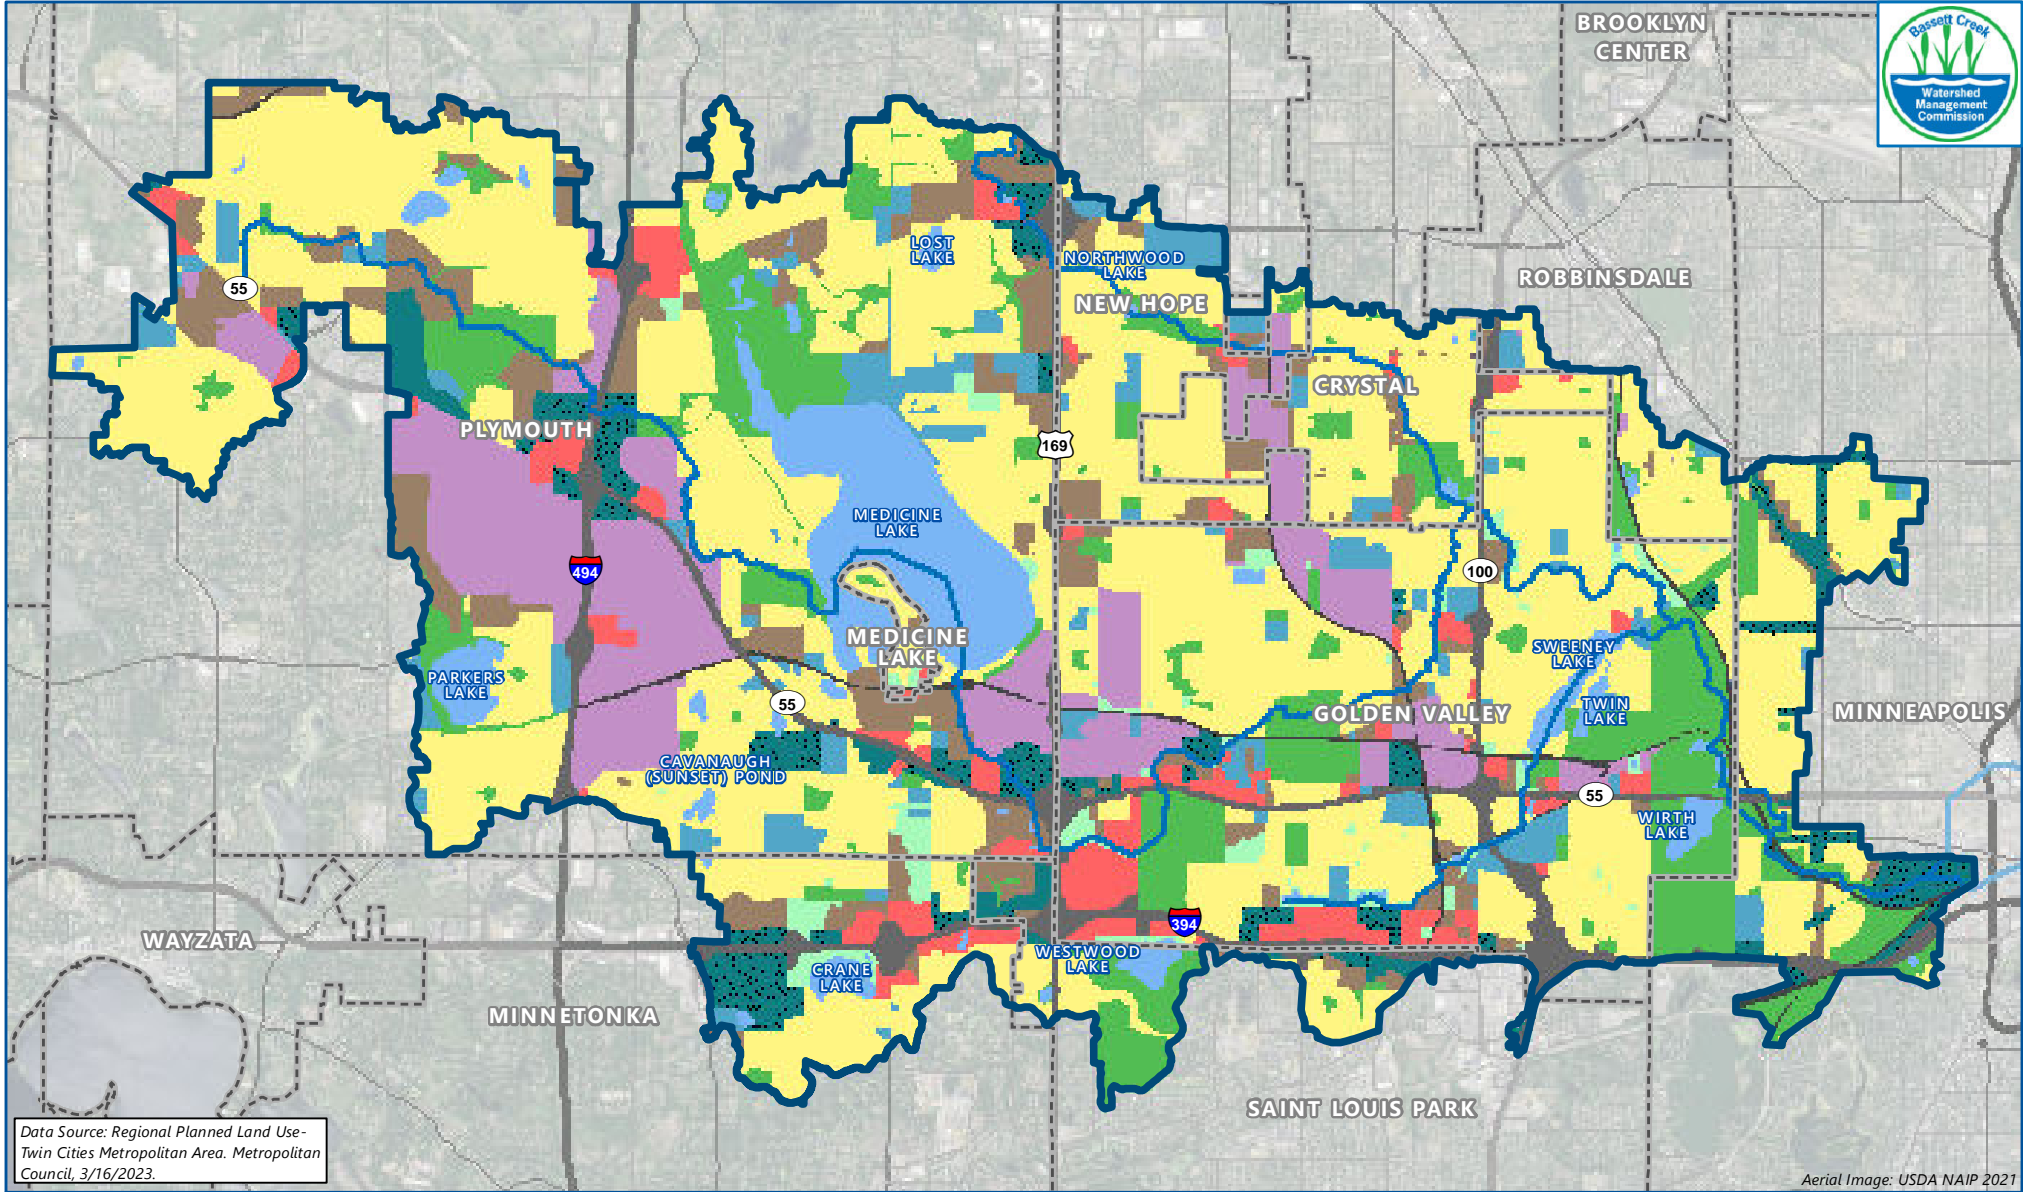 BROOKLYN
CENTER
Bassett Creek
Watershed
Management
Commission
LOST
LAKE
NORTHWOOD
LAKE
NEW HOPE
ROBBINSDALE
55
CRYSTAL
PLYMOUTH
169
MEDICINE
LAKE
494
100
MEDICINE
LAKE
SWEENEY
LAKE
PARKERS
LAKE
55
TWIN
LAKE
GOLDEN VALLEY
MINNEAPOLIS
CAVANAUGH
(SUNSET) POND
55
WIRTH
LAKE
394
WAYZATA
WESTWOOD
LAKE
CRANE
LAKE
MINNETONKA
SAINT LOUIS PARK
Data Source: Regional Planned Land Use-
Twin Cities Metropolitan Area. Metropolitan
Council, 3/16/2023.
Aerial Image: USDA NAIP 2021